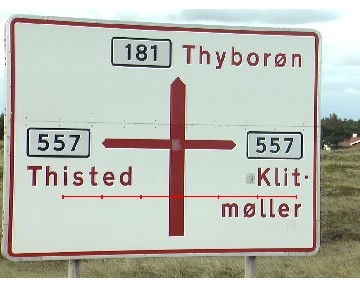 181 Thyborøn
557
557
Thisted
Klit-
møller